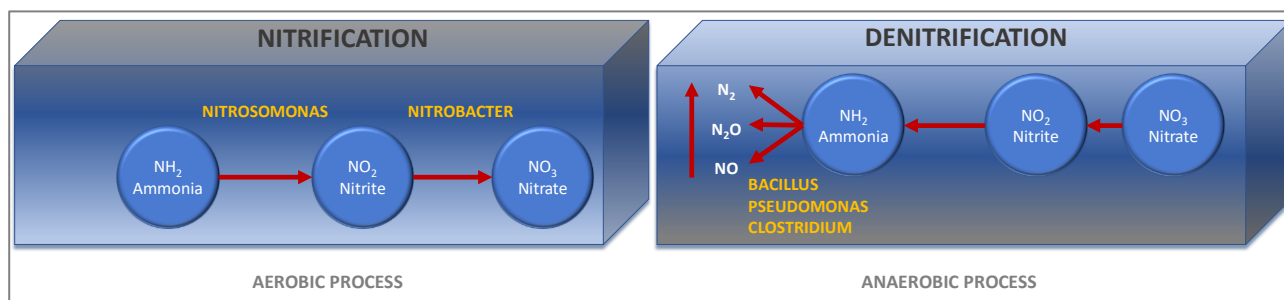 NITRIFICATION
NITROSOMONAS
NITROBACTER
NH₂
Ammonia
NO₂
Nitrite
NO₃
Nitrate
AEROBIC PROCESS
DENITRIFICATION
N₂
N₂O
NO
NH₂
Ammonia
NO₂
Nitrite
NO₃
Nitrate
BACILLUS
PSEUDOMONAS
CLOSTRIDIUM
ANAEROBIC PROCESS